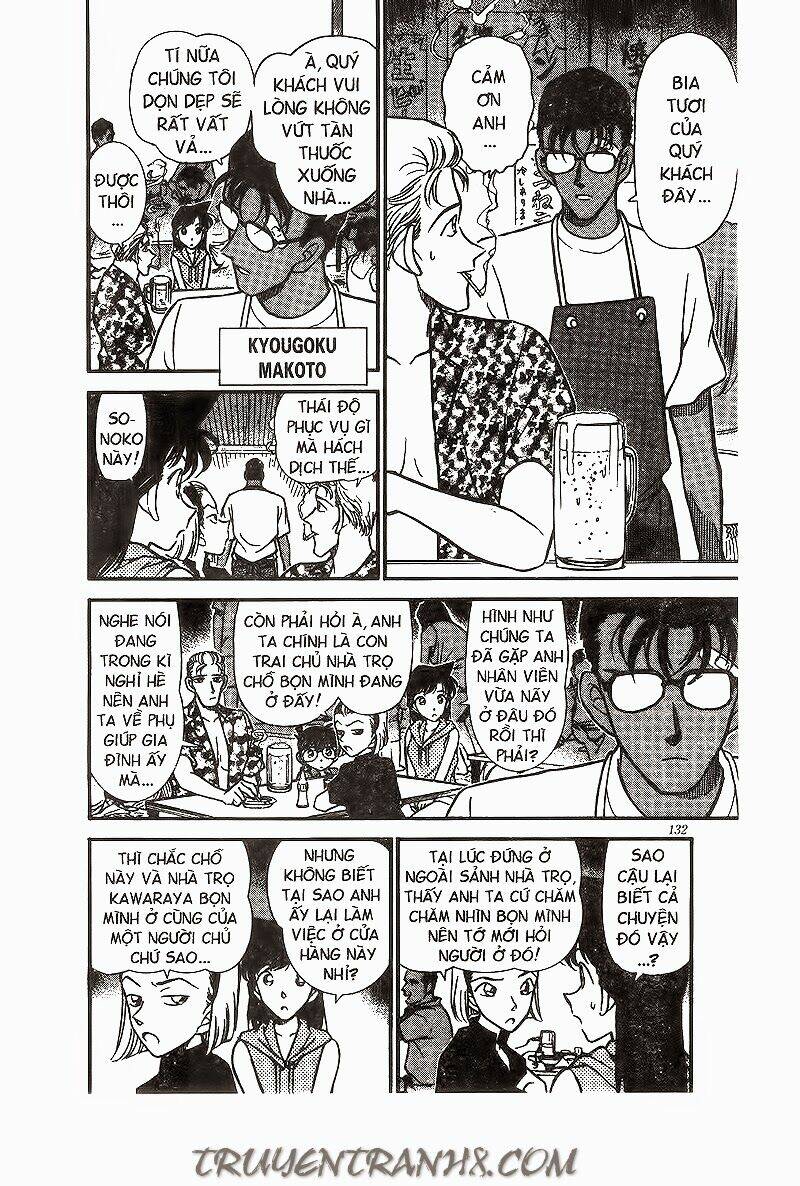 BIA
TƯƠI
CỦA
QUÝ
KHÁCH
ĐÂY...
CẢM
ƠN
ANH...
À, QUÝ
KHÁCH VUI
LÒNG KHÔNG
VỨT TÀN
THUỐC
XUỐNG
NHÀ...
TÍ NỮA
CHÚNG TÔI
DỌN DẸP SẼ
RẤT VẤT
VẢ...
ĐƯỢC
THÔI
...
KYOUGOKU
MAKOTO
THÁI ĐỘ
PHỤC VỤ GÌ
MÀ HÁCH
DỊCH THẾ...
SO-
NOKO
NÀY!
HÌNH NHƯ
CHÚNG TA
ĐÃ GẶP ANH
NHÂN VIÊN
VỪA NÃY
Ở ĐÂU ĐÓ
RỒI THÌ
PHẢI?
CÒN PHẢI HỎI À, ANH
TA CHÍNH LÀ CON
TRAI CHỦ NHÀ TRỌ
CHỖ BỌN MÌNH ĐANG
Ở ĐẤY!
NGHE NÓI
ĐANG
TRONG KÌ
NGHỈ HÈ
NÊN ANH
TA VỀ PHỤ
GIÚP GIA
ĐÌNH ẤY
MÀ...
132
SAO
CẬU LẠI
BIẾT CẢ
CHUYỆN
ĐÓ VẬY
...?
TẠI LÚC ĐỨNG Ở
NGOÀI SẢNH NHÀ TRỌ,
THẤY ANH TA CỨ CHĂM
CHĂM NHÌN BỌN MÌNH
NÊN TỚ MỚI HỎI
NGƯỜI Ở ĐÓ!
NHƯNG
KHÔNG BIẾT
TẠI SAO ANH
ẤY LẠI LÀM
VIỆC Ở CỬA
HÀNG NÀY
NHỈ?
THÌ CHẮC CHỖ
NÀY VÀ NHÀ TRỌ
KAWARAYA BỌN
MÌNH Ở CÙNG CỦA
MỘT NGƯỜI CHỦ
CHỨ SAO...
TRUYENTRANH8.COM